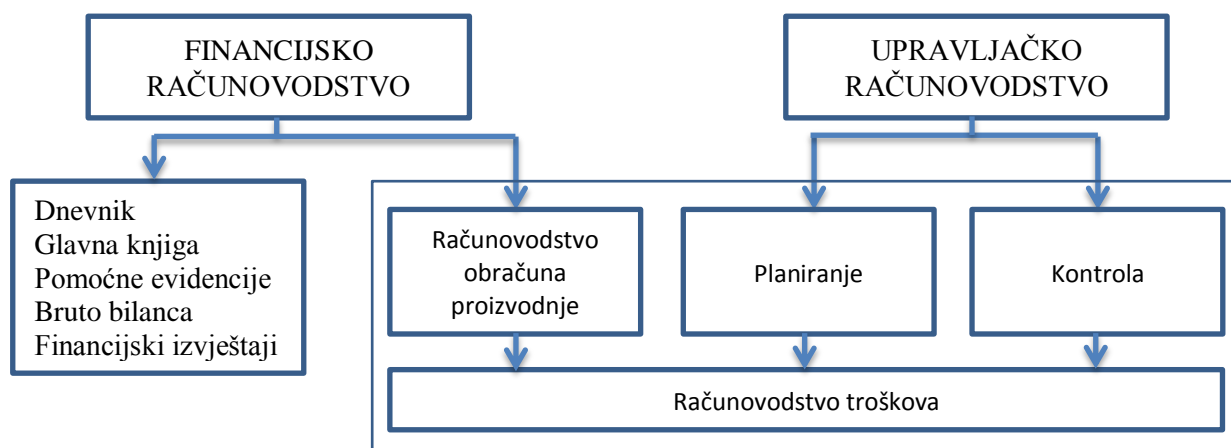 FINANCIJSKO
RAČUNOVODSTVO
UPRAVLJAČKO
RAČUNOVODSTVO
Dnevnik
Glavna knjiga
Pomoćne evidencije
Bruto bilanca
Financijski izvještaji
Računovodstvo
obračuna
proizvodnje
Planiranje
Kontrola
Računovodstvo troškova